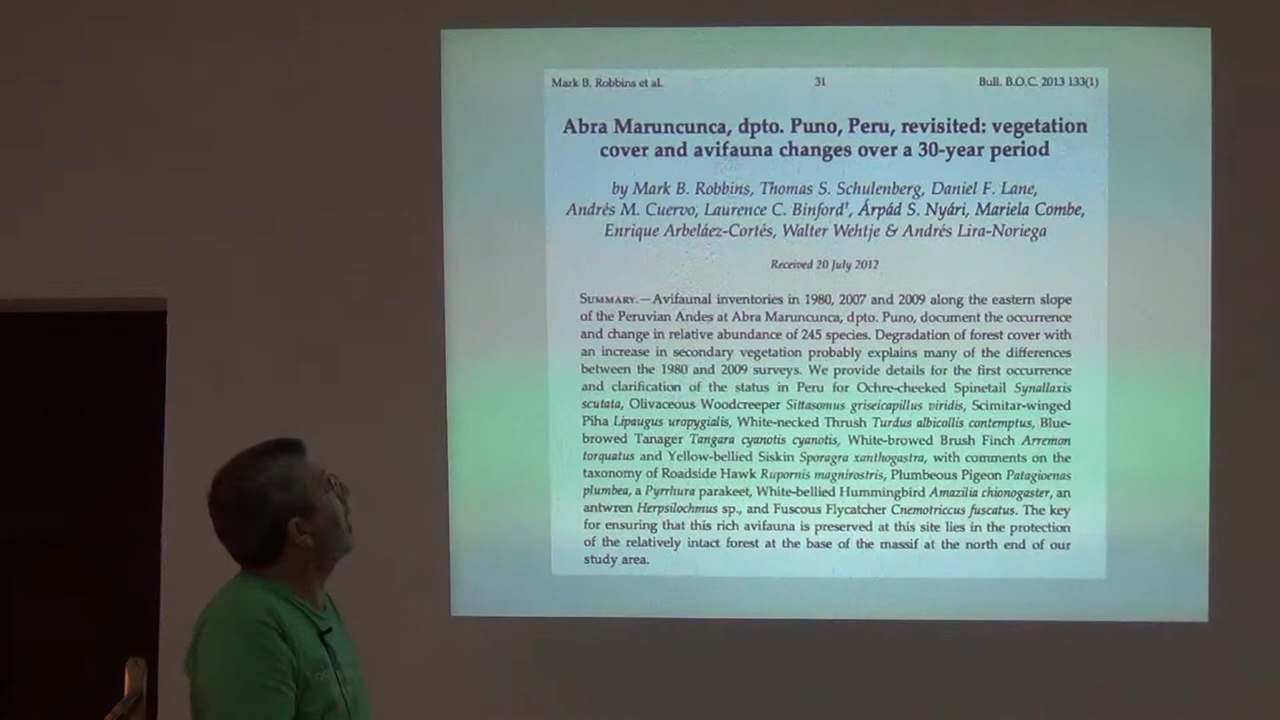 Mark B. Robbins et al.
31
Bull. B.O.C. 2013 133(1)
Abra Maruncunca, dpto. Puno, Peru, revisited: vegetation
cover and avifauna changes over a 30-year period
by Mark B. Robbins, Thomas S. Schulenberg, Daniel F. Lane,
Andrés M. Cuervo, Laurence C. Binford†, Árpád S. Nyári, Mariela Combe,
Enrique Arbeláez-Cortés, Walter Wehtje & Andrés Lira-Noriega
Received 20 July 2012
SUMMARY.—Avifaunal inventories in 1980, 2007 and 2009 along the eastern slope
of the Peruvian Andes at Abra Maruncunca, dpto. Puno, document the occurrence
and change in relative abundance of 245 species. Degradation of forest cover with
an increase in secondary vegetation probably explains many of the differences
between the 1980 and 2009 surveys. We provide details for the first occurrence
and clarification of the status in Peru for Ochre-cheeked Spinetail Synallaxis
scutata, Olivaceous Woodcreeper Sittasomus griseicapillus viridis, Scimitar-winged
Piha Lipaugus uropygialis, White-necked Thrush Turdus albicollis contemptus, Blue-
browed Tanager Tangara cyanotis cyanotis, White-browed Brush Finch Arremon
torquatus and Yellow-bellied Siskin Sporagra xanthogastra, with comments on the
taxonomy of Roadside Hawk Rupornis magnirostris, Plumbeous Pigeon Patagioenas
plumbea, a Pyrrhura parakeet, White-bellied Hummingbird Amazilia chionogaster, an
antwren Herpsilochmus sp., and Fuscous Flycatcher Cnemotriccus fuscatus. The key
for ensuring that this rich avifauna is preserved at this site lies in the protection
of the relatively intact forest at the base of the massif at the north end of our
study area.